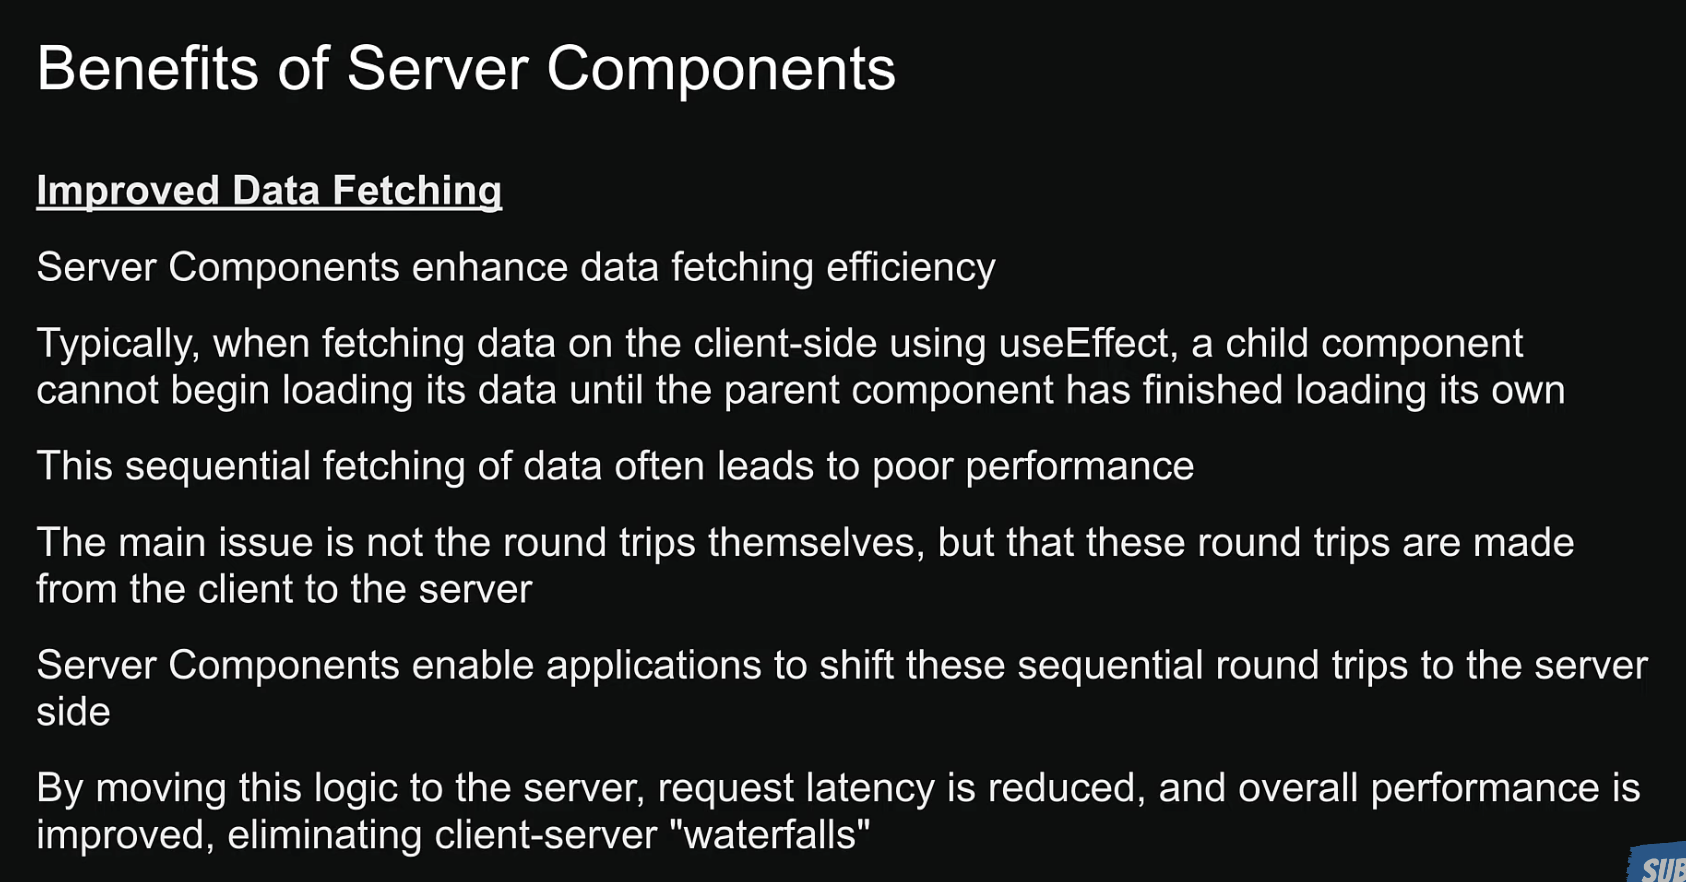 Benefits of Server Components
Improved Data Fetching
Server Components enhance data fetching efficiency
Typically, when fetching data on the client-side using useEffect, a child component
cannot begin loading its data until the parent component has finished loading its own
This sequential fetching of data often leads to poor performance
The main issue is not the round trips themselves, but that these round trips are made
from the client to the server
Server Components enable applications to shift these sequential round trips to the server
side
By moving this logic to the server, request latency is reduced, and overall performance is
improved, eliminating client-server "waterfalls"
SUB